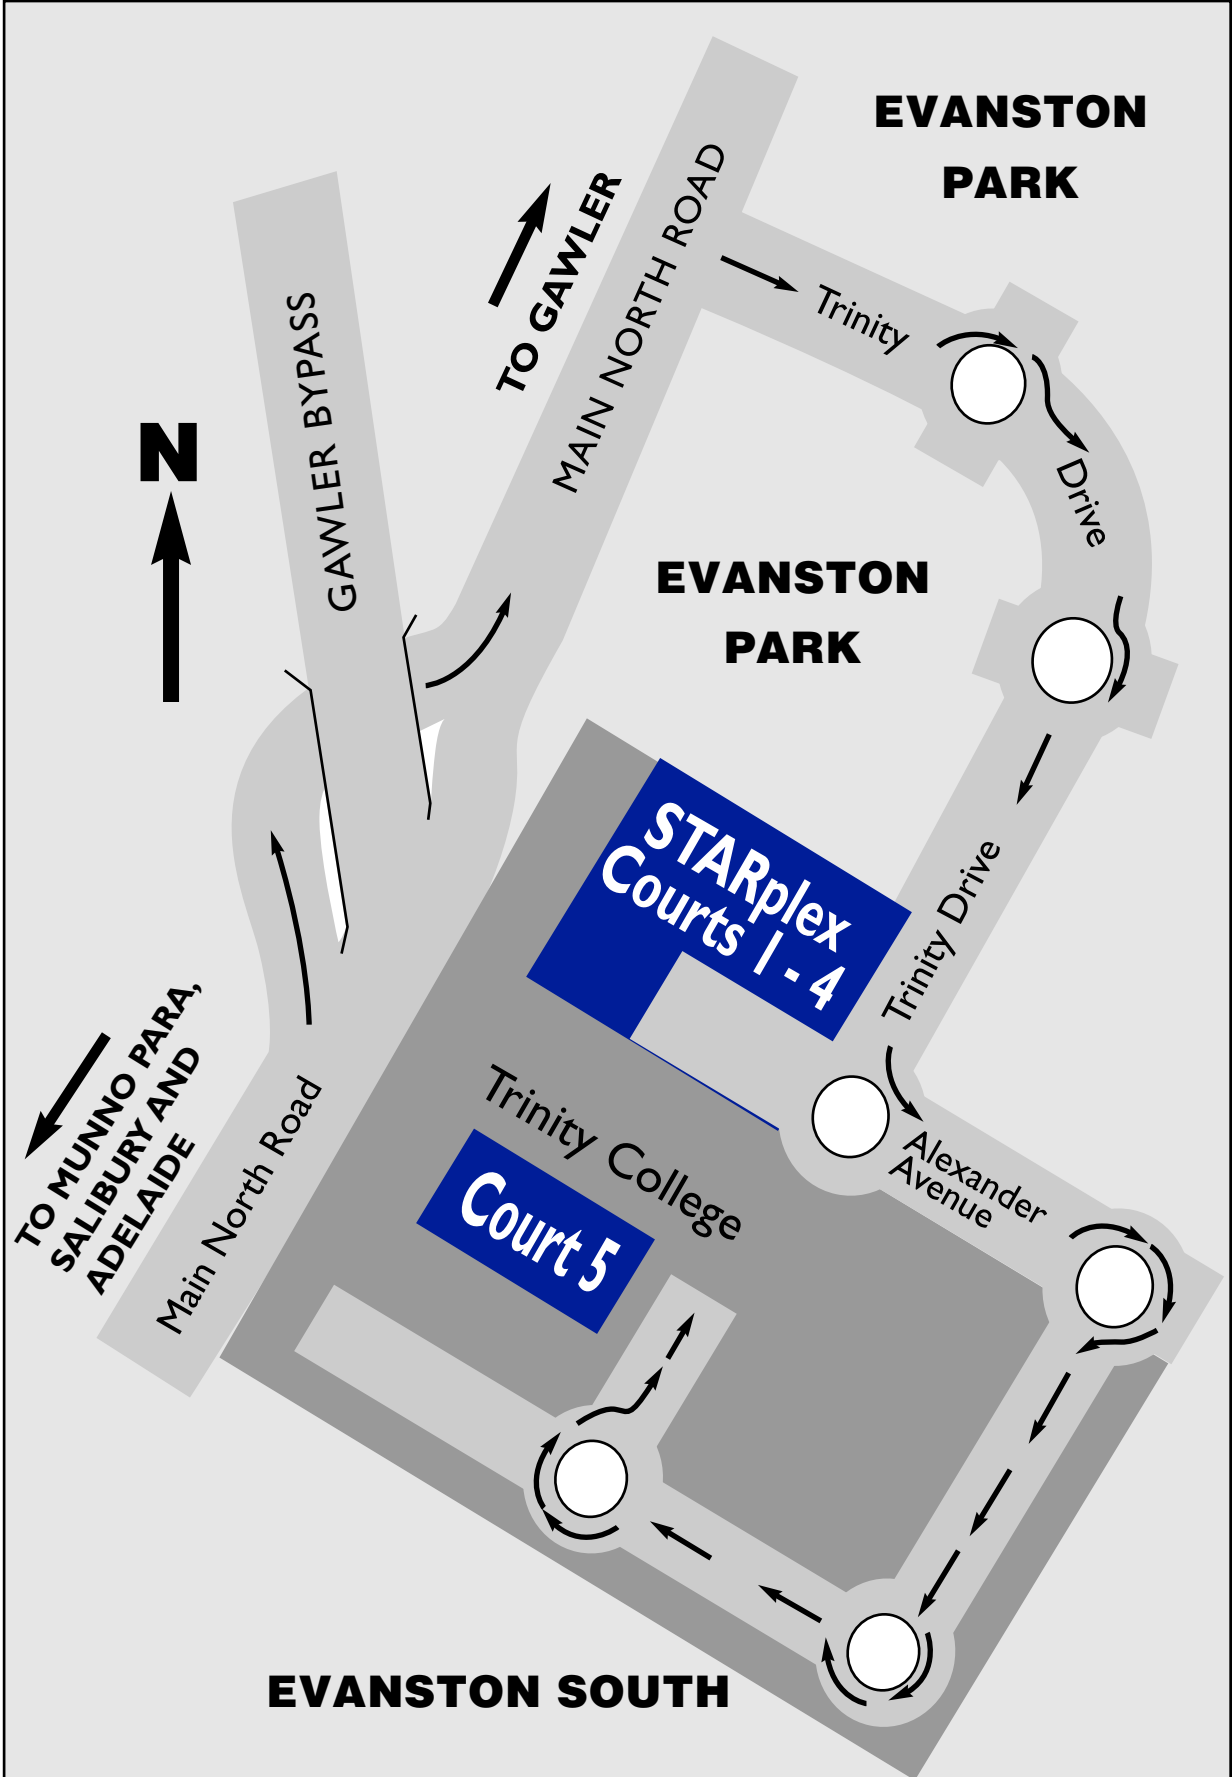 EVANSTON
PARK
MAIN NORTH ROAD
TO GAWLER
GAWLER BYPASS
Trinity
Drive
N
EVANSTON
PARK
STARplex
Courts 1 - 4
Trinity Drive
TO MUNNO PARA,
SALIBURY AND
ADELAIDE
Main North Road
Trinity College
Court 5
Alexander
Avenue
EVANSTON SOUTH